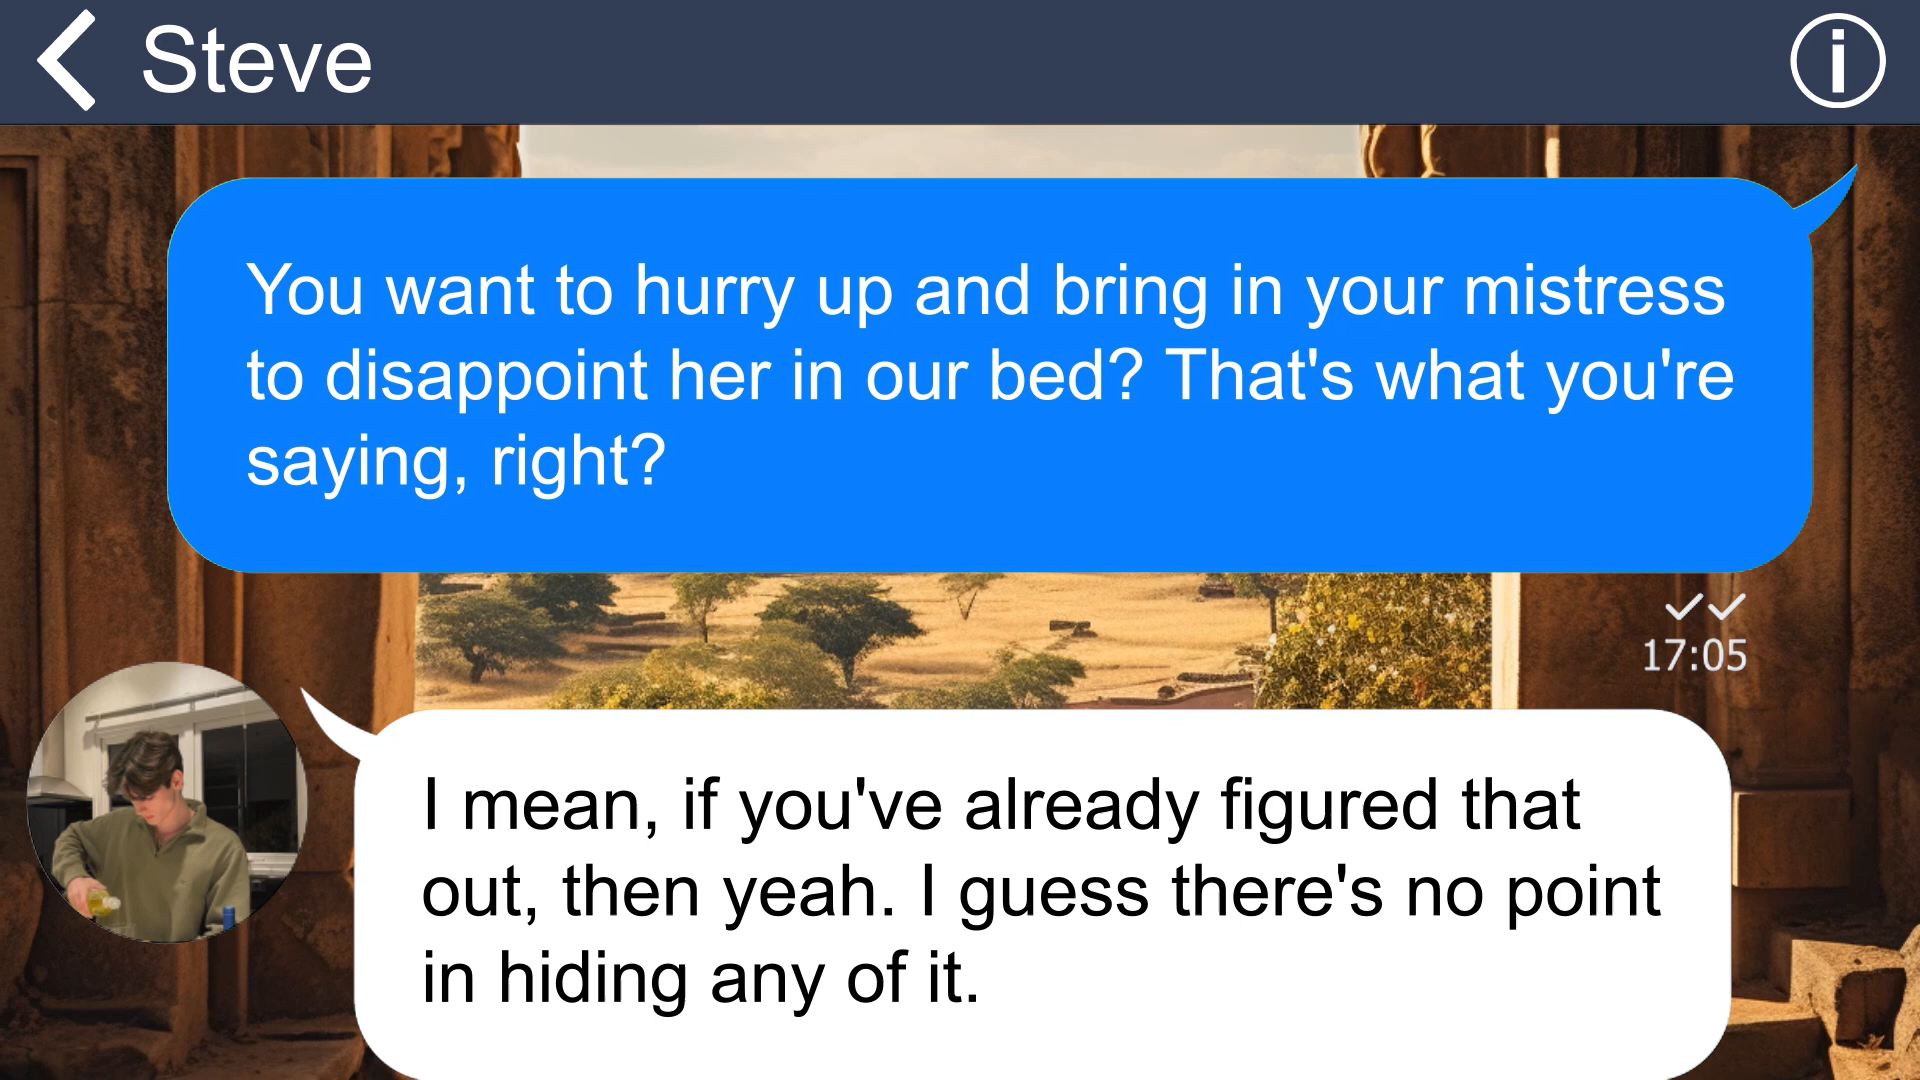 Steve
You want to hurry up and bring in your mistress
to disappoint her in our bed? That's what you're
saying, right?
17:05
I mean, if you've already figured that
out, then yeah. I guess there's no point
in hiding any of it.